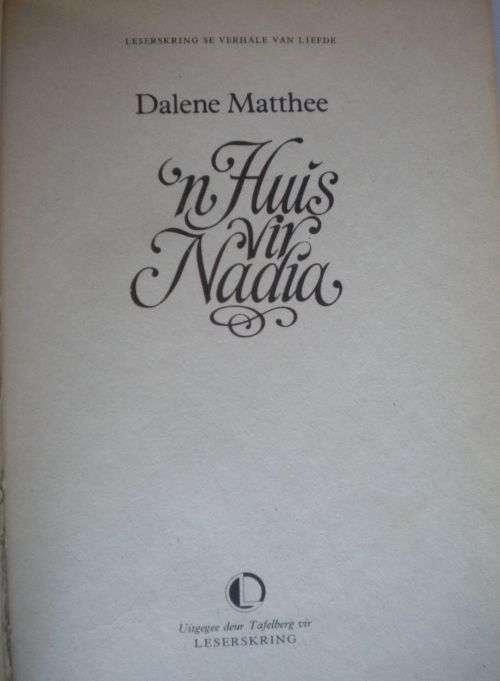 LESERSKRING SE VERHALE VAN LIEFDE
Dalene Matthee
'n Huis
vir
Nadia
Uitgegee deur Tafelberg vir
LESERSKRING